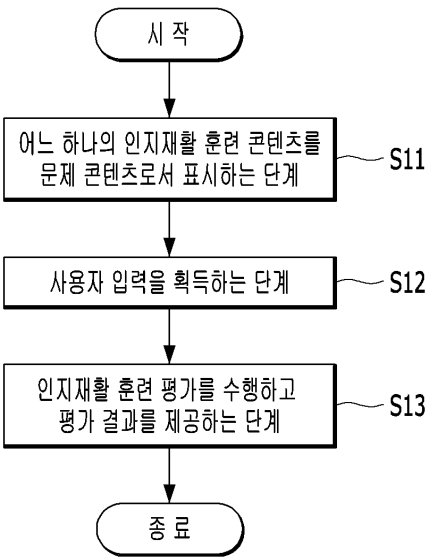 시 작
어느 하나의 인지재활 훈련 콘텐츠를
문제 콘텐츠로서 표시하는 단계
S11
사용자 입력을 획득하는 단계
S12
인지재활 훈련 평가를 수행하고
평가 결과를 제공하는 단계
S13
종 료